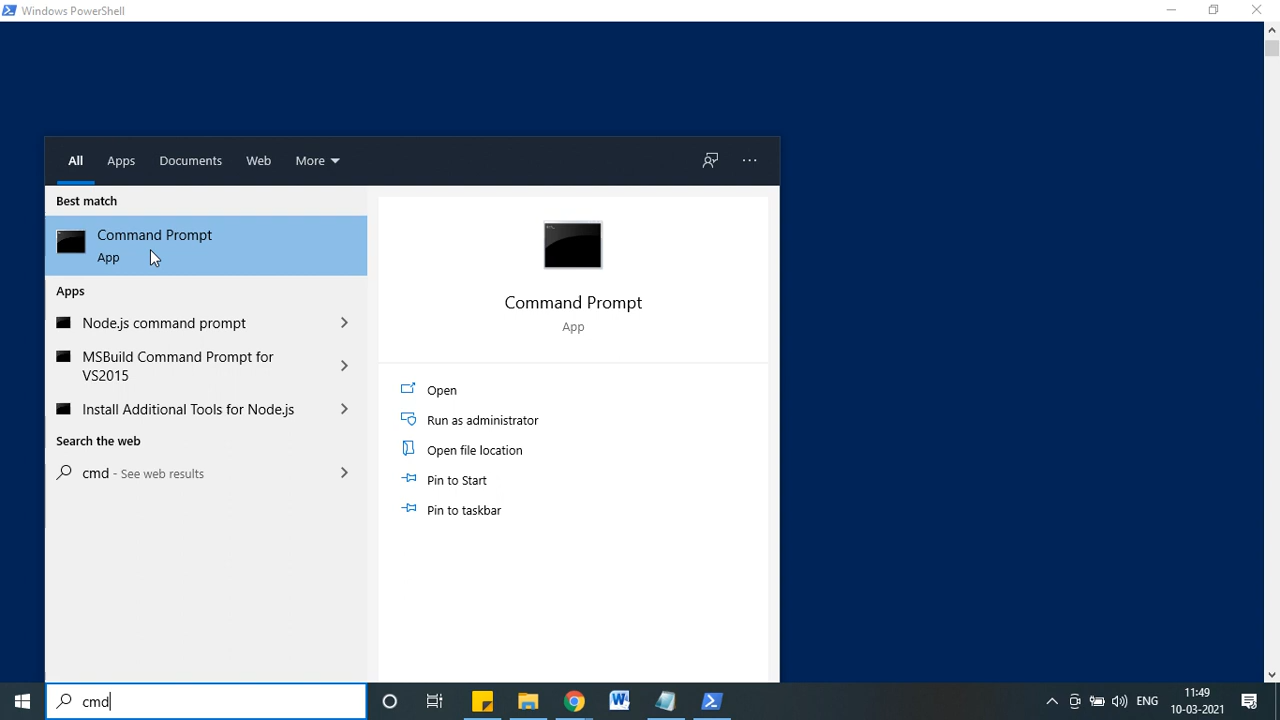 Windows PowerShell
All Apps Documents Web More
Best match
Command Prompt
App
Apps
Node.js command prompt
MSBuild Command Prompt for
VS2015
Install Additional Tools for Node.js
Search the web
cmd - See web results
Command Prompt
App
Open
Run as administrator
Open file location
Pin to Start
Pin to taskbar
cmd
ENG
11:49
10-03-2021